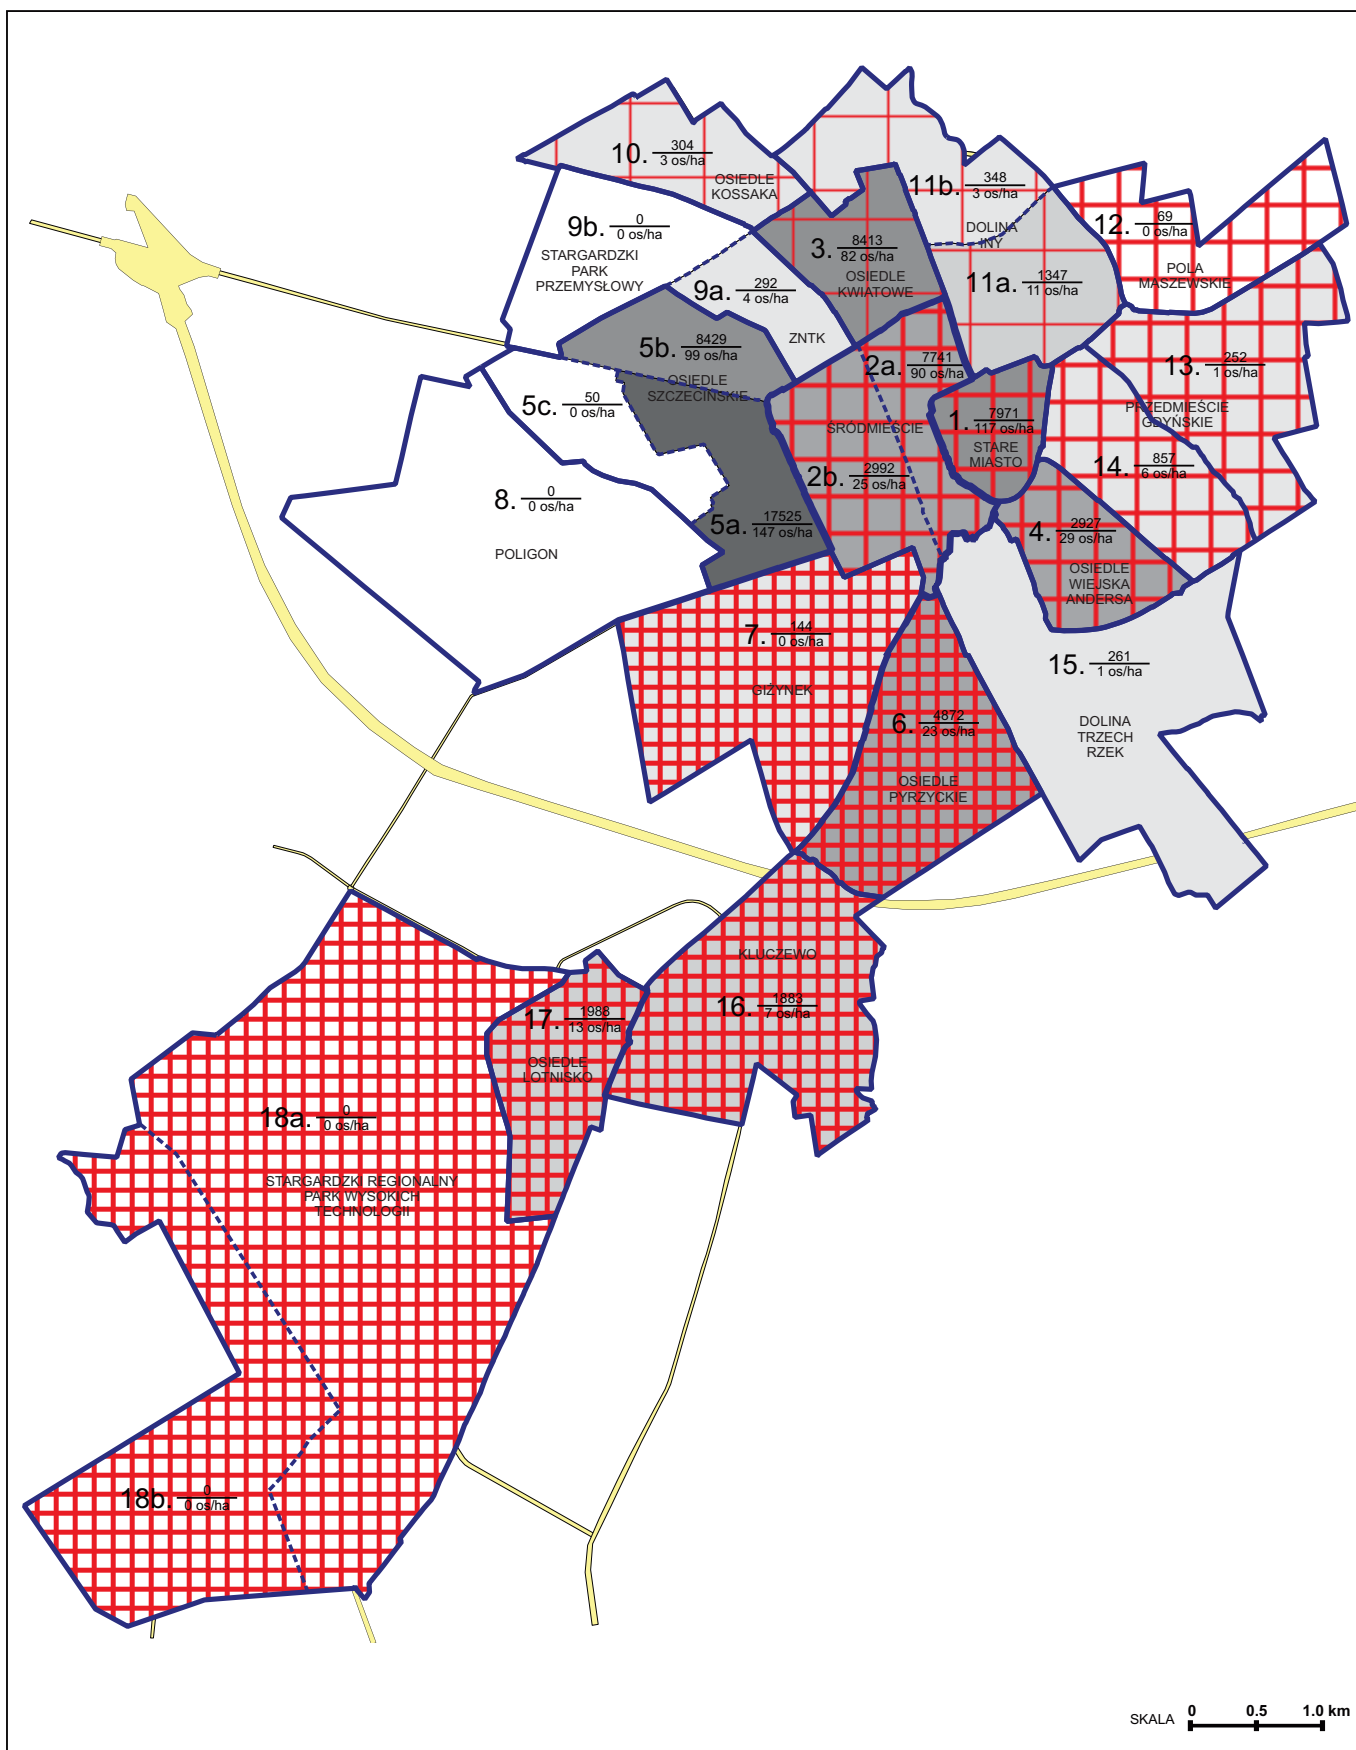 10. 304
3 os/ha
OSIEDLE
KOSSAKA
11b. 348
3 os/ha
DOLINA
INY
12. 69
0 os/ha
POLA
MASZEWSKIE
9b. 0
0 os/ha
STARGARDZKI
PARK
PRZEMYSŁOWY
3. 8413
82 os/ha
OSIEDLE
KWIATOWE
9a. 292
4 os/ha
ZNTK
11a. 1347
11 os/ha
5b. 8429
99 os/ha
OSIEDLE
SZCZECIŃSKIE
2a. 7741
90 os/ha
13. 252
1 os/ha
PRZEDMIEŚCIE
GDYŃSKIE
5c. 50
0 os/ha
ŚRÓDMIEŚCIE
1. 7971
117 os/ha
STARE
MIASTO
14. 857
6 os/ha
2b. 2992
25 os/ha
8. 0
0 os/ha
POLIGON
5a. 17525
147 os/ha
4. 2927
29 os/ha
OSIEDLE
WIEJSKA
ANDERSA
7. 144
0 os/ha
GIŻYNEK
15. 261
1 os/ha
DOLINA
TRZECH
RZEK
6. 4872
23 os/ha
OSIEDLE
PYRZYCKIE
KLUCZEWO
16. 1883
7 os/ha
17. 1988
13 os/ha
OSIEDLE
LOTNISKO
18a. 0
0 os/ha
STARGARDZKI REGIONALNY
PARK WYSOKICH
TECHNOLOGII
18b. 0
0 os/ha
SKALA 0 0.5 1.0 km